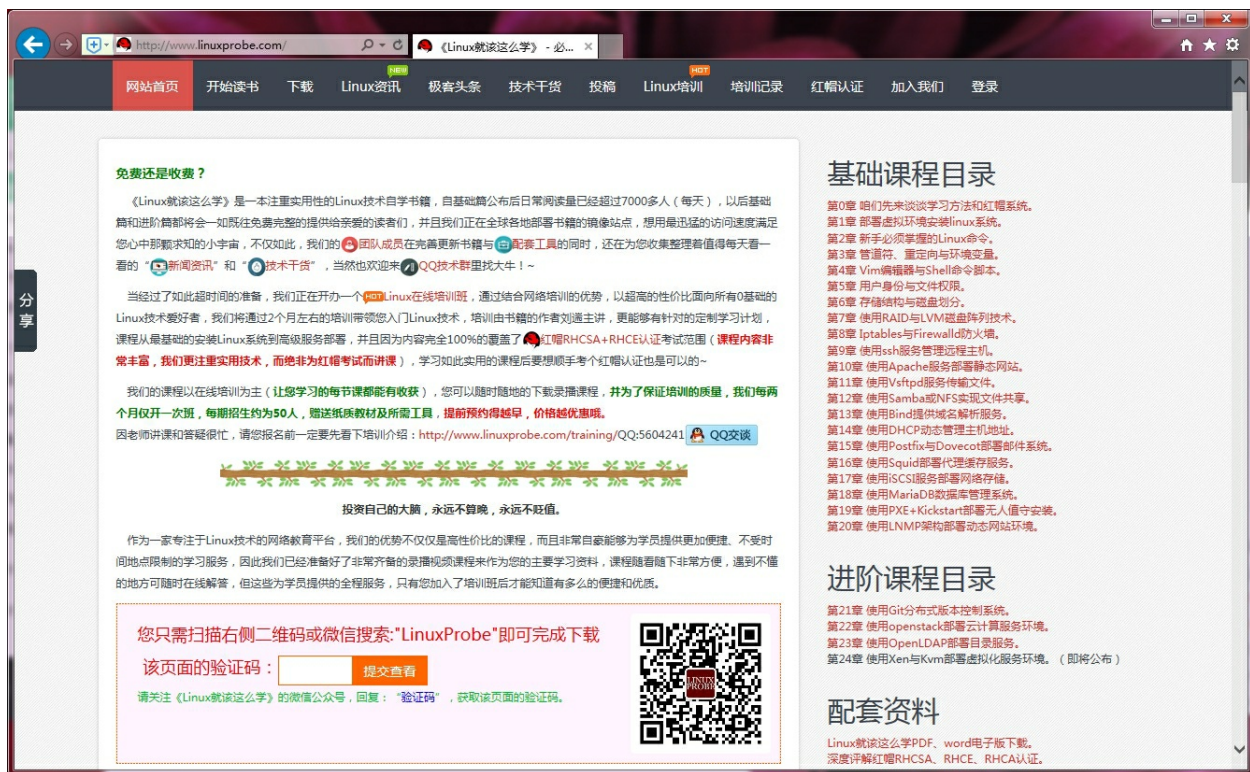 http://www.linuxprobe.com/
《Linux就该这么学》 - 必...
网站首页 开始读书 下载 Linux资讯 NEW 极客头条 技术干货 投稿 Linux培训 HOT 培训记录 红帽认证 加入我们 登录
分享
免费还是收费？
《Linux就该这么学》是一本注重实用性的Linux技术自学书籍，自基础篇公布后日常阅读量已经超过7000多人（每天），以后基础
篇和进阶篇都将会一如既往免费完整的提供给亲爱的读者们，并且我们正在全球各地部署书籍的镜像站点，想用最迅猛的访问速度满足
您心中那颗求知的小宇宙，不仅如此，我们的团队成员在完善更新书籍与配套工具的同时，还在为您收集整理着值得每天看一
看的“新闻资讯”和“技术干货”，当然也欢迎来QQ技术群里找大牛！~
当经过了如此超时间的准备，我们正在开办一个HOTLinux在线培训班，通过结合网络培训的优势，以超高的性价比面向所有0基础的
Linux技术爱好者，我们将通过2个月左右的培训带领您入门Linux技术，培训由书籍的作者刘遄主讲，更能够有针对的定制学习计划，
课程从最基础的安装Linux系统到高级服务部署，并且因为内容完全100%的覆盖了红帽RHCSA+RHCE认证考试范围（课程内容非
常丰富，我们更注重实用技术，而绝非为红帽考试而讲课），学习如此实用的课程后要想顺手考个红帽认证也是可以的~
我们的课程以在线培训为主（让您学习的每节课都能有收获），您可以随时随地的下载录播课程，并为了保证培训的质量，我们每两
个月仅开一次班，每期招生约为50人，赠送纸质教材及所需工具，提前预约得越早，价格越优惠哦。
因老师讲课和答疑很忙，请您报名前一定要先看下培训介绍：http://www.linuxprobe.com/training/QQ:5604241 QQ交谈
投资自己的大脑，永远不算晚，永远不贬值。
作为一家专注于Linux技术的网络教育平台，我们的优势不仅仅是高性价比的课程，而且非常自豪能够为学员提供更加便捷、不受时
间地点限制的学习服务，因此我们已经准备好了非常齐备的录播视频课程来作为您的主要学习资料，课程随看随下非常方便，遇到不懂
的地方可随时在线解答，但这些为学员提供的全程服务，只有您加入了培训班后才能知道有多么的便捷和优质。
您只需扫描右侧二维码或微信搜索:"LinuxProbe"即可完成下载
该页面的验证码： 提交查看
请关注《Linux就该这么学》的微信公众号，回复：“验证码”，获取该页面的验证码。
LINUX
PROBE
基础课程目录
第0章 咱们先来谈谈学习方法和红帽系统。
第1章 部署虚拟环境安装linux系统。
第2章 新手必须掌握的Linux命令。
第3章 管道符、重定向与环境变量。
第4章 Vim编辑器与Shell命令脚本。
第5章 用户身份与文件权限。
第6章 存储结构与磁盘划分。
第7章 使用RAID与LVM磁盘阵列技术。
第8章 Iptables与Firewalld防火墙。
第9章 使用ssh服务管理远程主机。
第10章 使用Apache服务部署静态网站。
第11章 使用Vsftpd服务传输文件。
第12章 使用Samba或NFS实现文件共享。
第13章 使用Bind提供域名解析服务。
第14章 使用DHCP动态管理主机地址。
第15章 使用Postfix与Dovecot部署邮件系统。
第16章 使用Squid部署代理缓存服务。
第17章 使用iSCSI服务部署网络存储。
第18章 使用MariaDB数据库管理系统。
第19章 使用PXE+Kickstart部署无人值守安装。
第20章 使用LNMP架构部署动态网站环境。
进阶课程目录
第21章 使用Git分布式版本控制系统。
第22章 使用openstack部署云计算服务环境。
第23章 使用OpenLDAP部署目录服务。
第24章 使用Xen与Kvm部署虚拟化服务环境。（即将公布）
配套资料
Linux就该这么学PDF、word电子版下载。
深度评解红帽RHCSA、RHCE、RHCA认证。